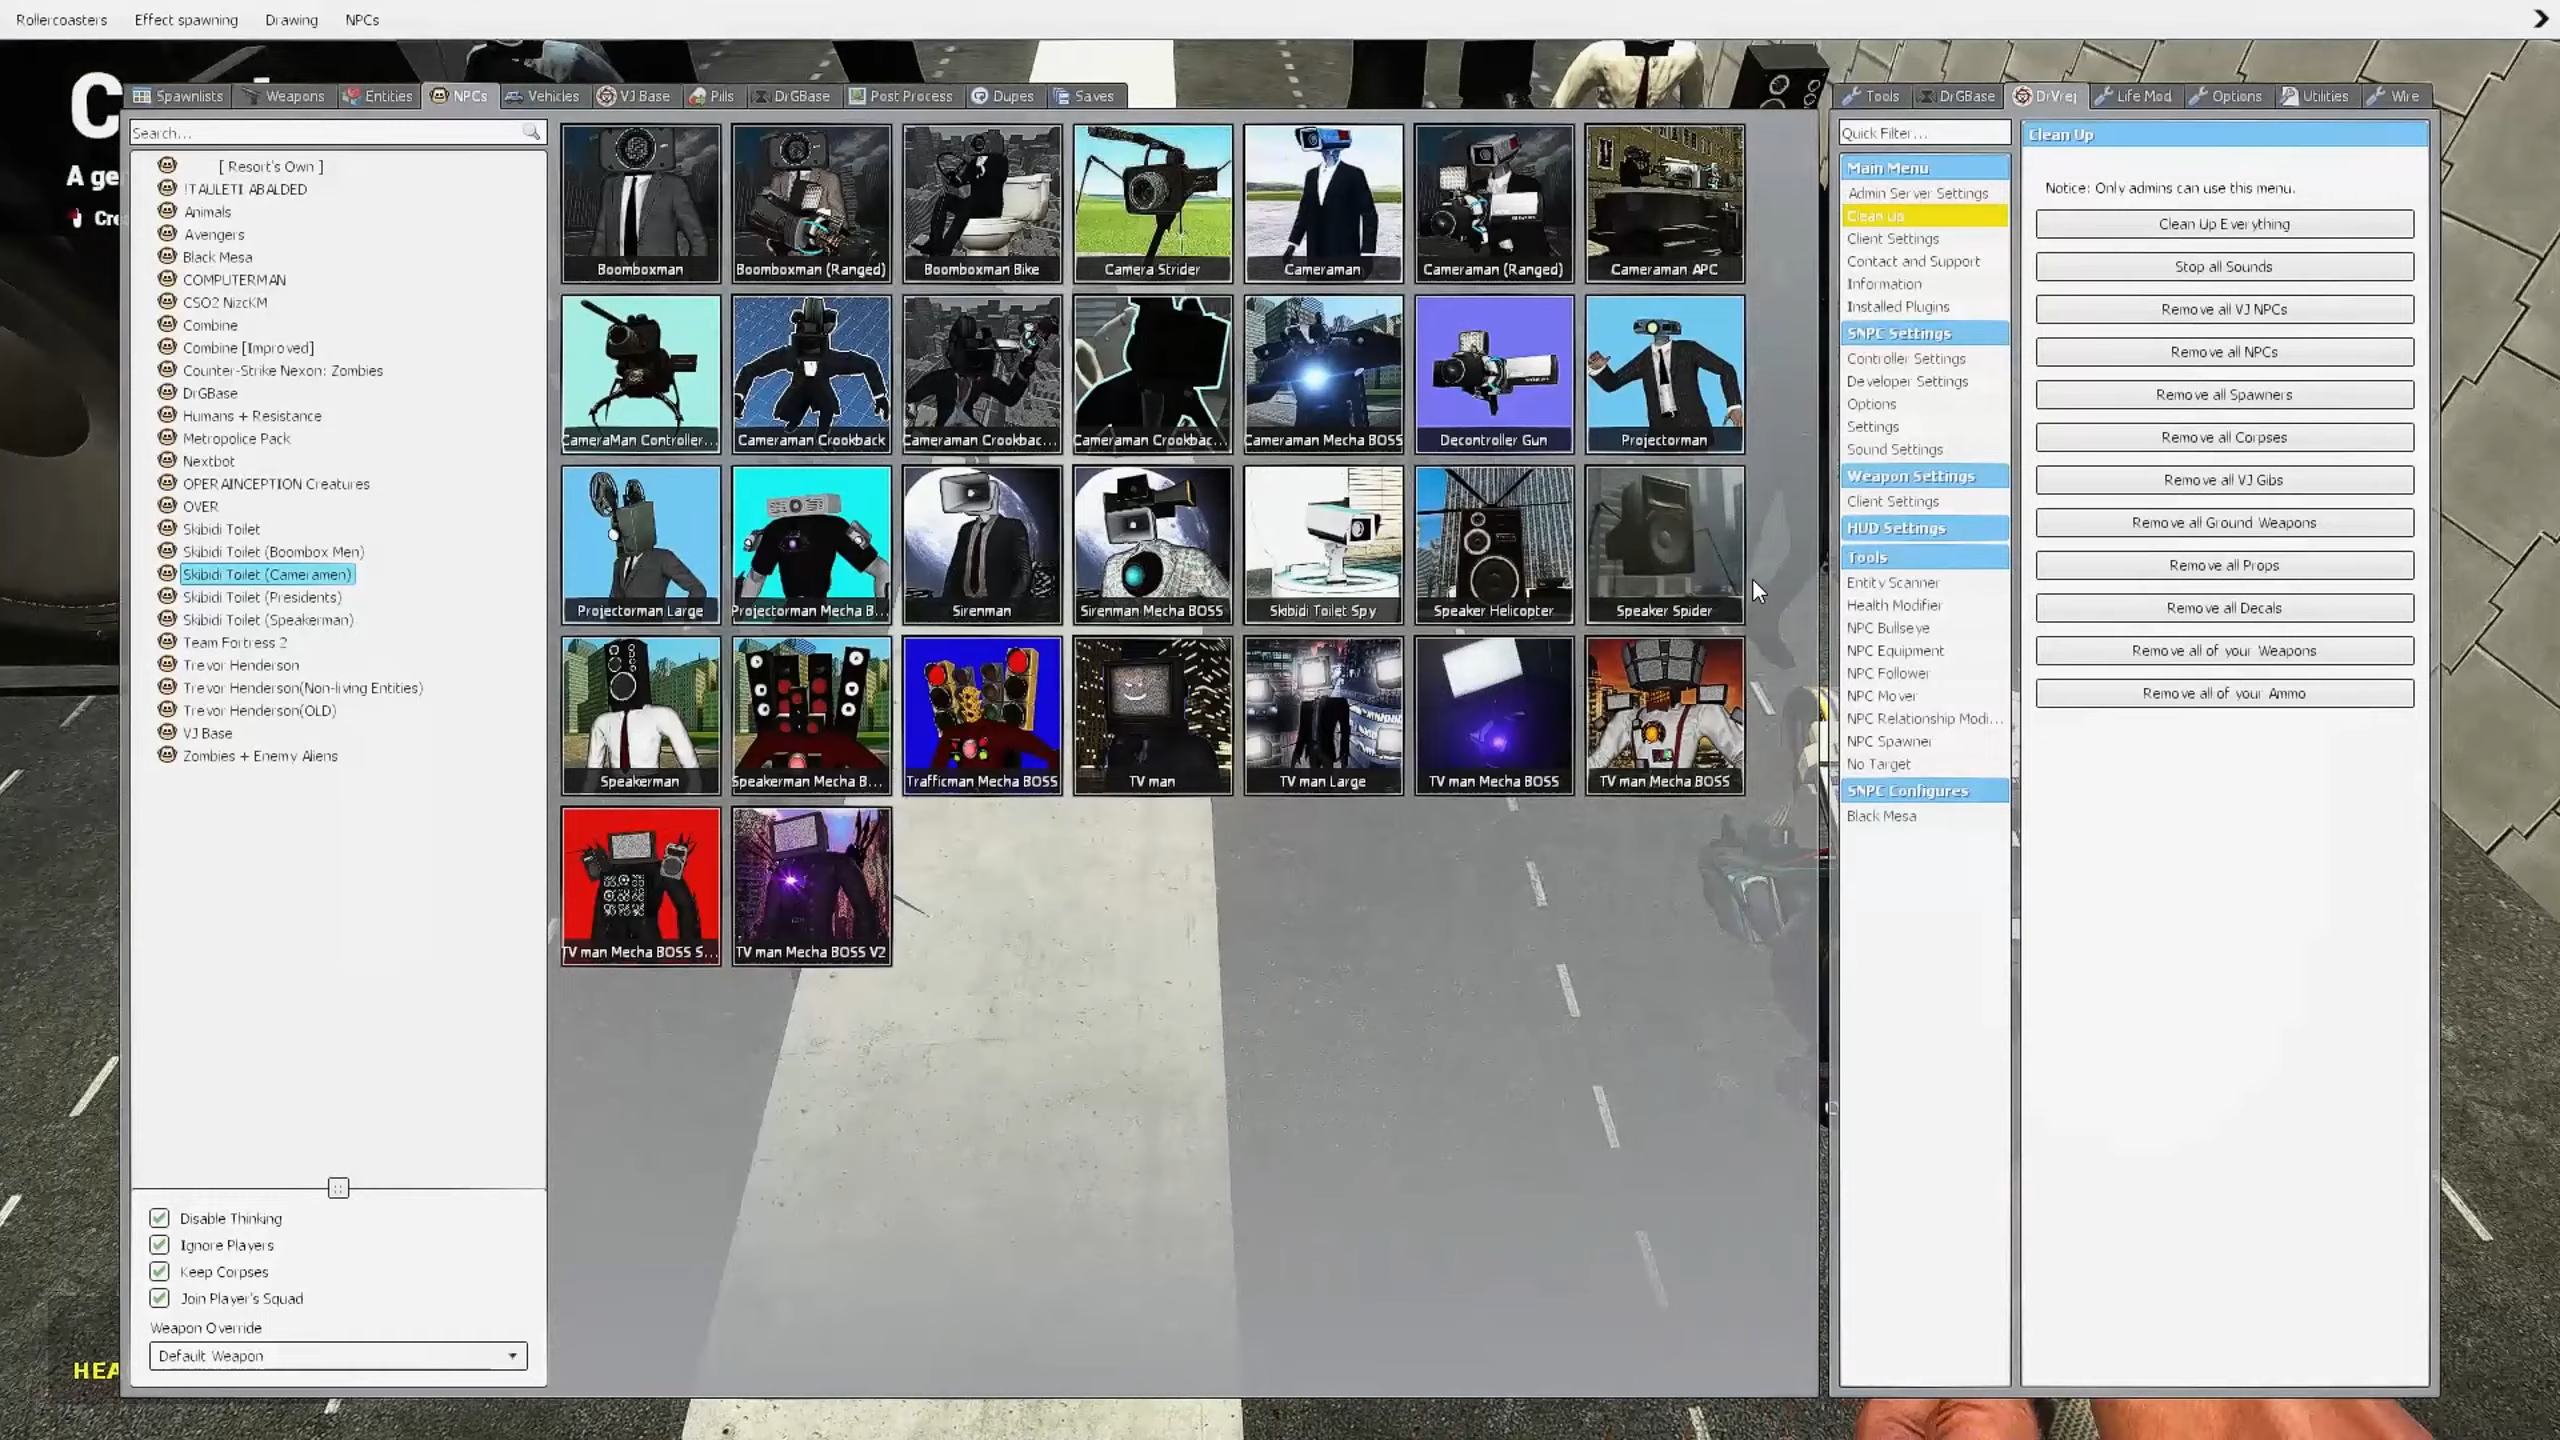 Rollercoasters
Effect spawning
Drawing
NPCs
C
A ge
Cre
Spawnlists
Weapons
Entities
NPCs
Vehicles
VJ Base
Pills
DrGBase
Post Process
Dupes
Saves
Search...
[ Resort's Own ]
!TAULETI ABALDED
Animals
Avengers
Black Mesa
COMPUTERMAN
CSO2 NizcKM
Combine
Combine [Improved]
Counter-Strike Nexon: Zombies
DrGBase
Humans + Resistance
Metropolice Pack
Nextbot
OPERAINCEPTION Creatures
OVER
Skibidi Toilet
Skibidi Toilet (Boombox Men)
Skibidi Toilet (Cameramen)
Skibidi Toilet (Presidents)
Skibidi Toilet (Speakerman)
Team Fortress 2
Trevor Henderson
Trevor Henderson(Non-living Entities)
Trevor Henderson(OLD)
VJ Base
Zombies + Enemy Aliens
Disable Thinking
Ignore Players
Keep Corpses
Join Player's Squad
Weapon Override
Default Weapon
HEA
Boomboxman
Boomboxman (Ranged)
Boomboxman Bike
Camera Strider
Cameraman
Cameraman (Ranged)
Cameraman APC
CameraMan Controller...
Cameraman Crookback
Cameraman Crookbac...
Cameraman Crookbac...
Cameraman Mecha BOSS
Decontroller Gun
Projectorman
Projectorman Large
Projectorman Mecha B...
Sirenman
Sirenman Mecha BOSS
Skibidi Toilet Spy
Speaker Helicopter
Speaker Spider
Speakerman
Speakerman Mecha B...
Trafficman Mecha BOSS
TV man
TV man Large
TV man Mecha BOSS
TV man Mecha BOSS
TV man Mecha BOSS S...
TV man Mecha BOSS V2
Tools
DrGBase
DrVrej
Life Mod
Options
Utilities
Wire
Quick Filter...
Main Menu
Admin Server Settings
Clean Up
Client Settings
Contact and Support
Information
Installed Plugins
SNPC Settings
Controller Settings
Developer Settings
Options
Settings
Sound Settings
Weapon Settings
Client Settings
HUD Settings
Tools
Entity Scanner
Health Modifier
NPC Bullseye
NPC Equipment
NPC Follower
NPC Mover
NPC Relationship Modi...
NPC Spawner
No Target
SNPC Configures
Black Mesa
Clean Up
Notice: Only admins can use this menu.
Clean Up Everything
Stop all Sounds
Remove all VJ NPCs
Remove all NPCs
Remove all Spawners
Remove all Corpses
Remove all VJ Gibs
Remove all Ground Weapons
Remove all Props
Remove all Decals
Remove all of your Weapons
Remove all of your Ammo